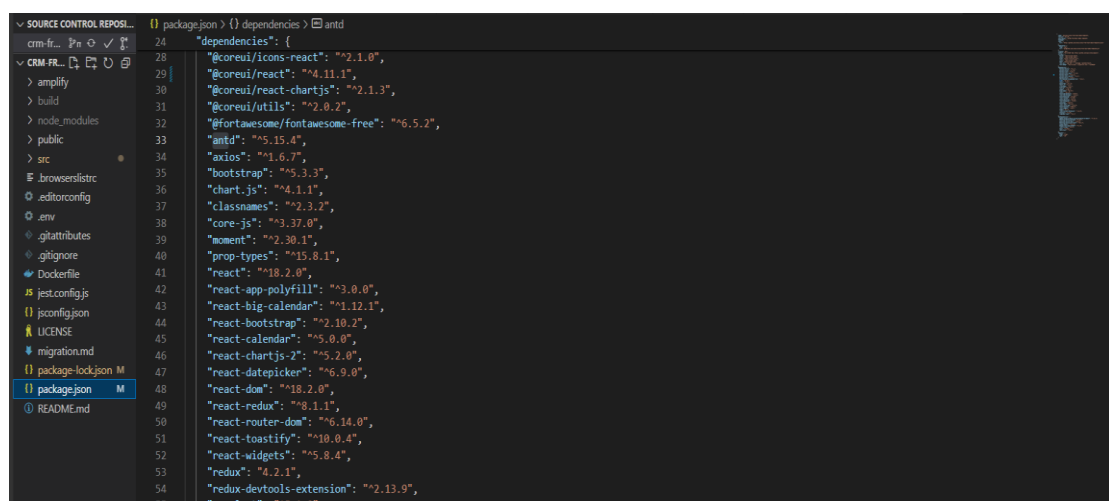 SOURCE CONTROL REPOSI...
crm-fr...
CRM-FR...
amplify
build
node_modules
public
src
.browserslistrc
.editorconfig
.env
.gitattributes
.gitignore
Dockerfile
JS jest.config.js
{} jsconfig.json
LICENSE
migration.md
{} package-lock.json M
{} package.json M
README.md
{} package.json > {} dependencies > antd
24 "dependencies": {
28 "@coreui/icons-react": "^2.1.0",
29 "@coreui/react": "^4.11.1",
30 "@coreui/react-chartjs": "^2.1.3",
31 "@coreui/utils": "^2.0.2",
32 "@fortawesome/fontawesome-free": "^6.5.2",
33 "antd": "^5.15.4",
34 "axios": "^1.6.7",
35 "bootstrap": "^5.3.3",
36 "chart.js": "^4.1.1",
37 "classnames": "^2.3.2",
38 "core-js": "^3.37.0",
39 "moment": "^2.30.1",
40 "prop-types": "^15.8.1",
41 "react": "^18.2.0",
42 "react-app-polyfill": "^3.0.0",
43 "react-big-calendar": "^1.12.1",
44 "react-bootstrap": "^2.10.2",
45 "react-calendar": "^5.0.0",
46 "react-chartjs-2": "^5.2.0",
47 "react-datepicker": "^6.9.0",
48 "react-dom": "^18.2.0",
49 "react-redux": "^8.1.1",
50 "react-router-dom": "^6.14.0",
51 "react-toastify": "^10.0.4",
52 "react-widgets": "^5.8.4",
53 "redux": "4.2.1",
54 "redux-devtools-extension": "^2.13.9",